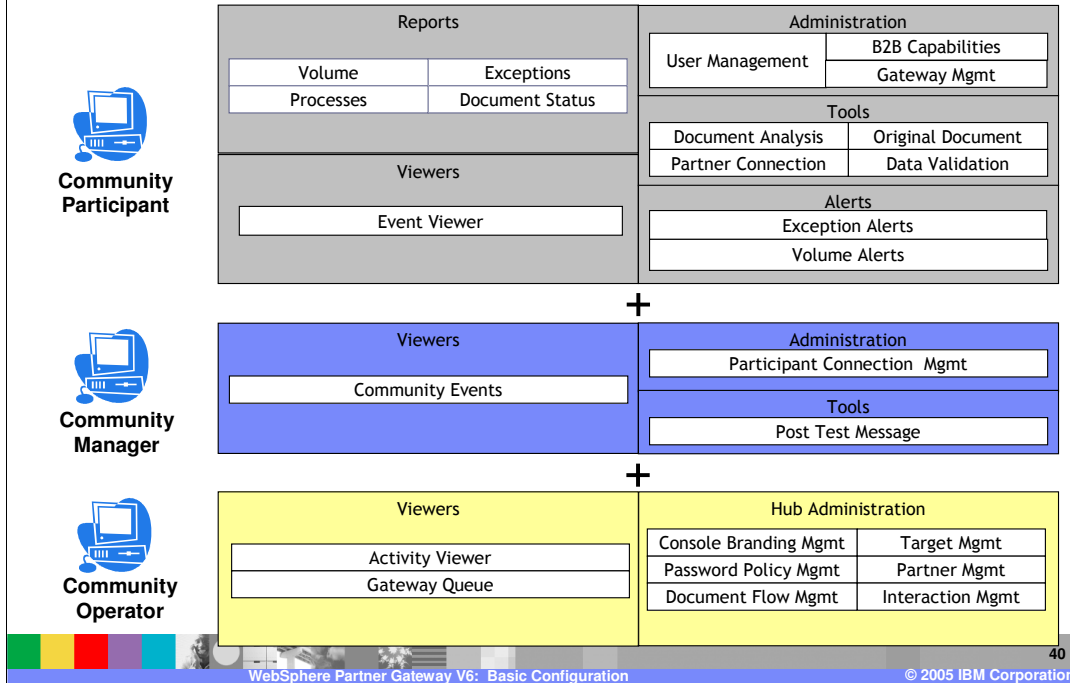 Reports
Volume
Exceptions
Processes
Document Status
Viewers
Event Viewer
Administration
User Management
B2B Capabilities
Gateway Mgmt
Tools
Document Analysis
Original Document
Partner Connection
Data Validation
Alerts
Exception Alerts
Volume Alerts
Community
Participant
+
Viewers
Community Events
Administration
Participant Connection Mgmt
Tools
Post Test Message
Community
Manager
+
Viewers
Activity Viewer
Gateway Queue
Hub Administration
Console Branding Mgmt
Target Mgmt
Password Policy Mgmt
Partner Mgmt
Document Flow Mgmt
Interaction Mgmt
Community
Operator
40
WebSphere Partner Gateway V6: Basic Configuration
© 2005 IBM Corporation